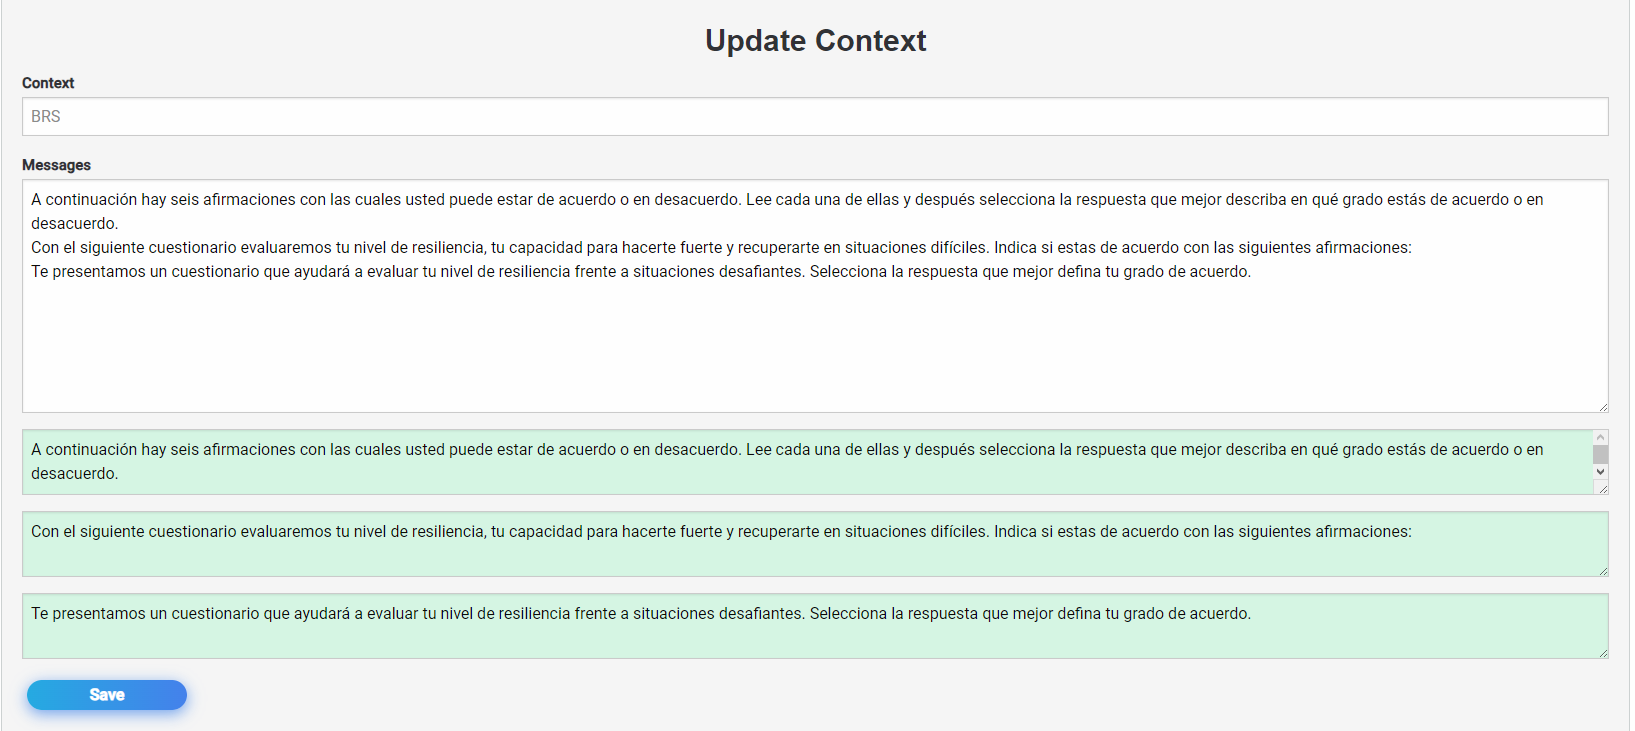 Update Context
Context
BRS
Messages
A continuación hay seis afirmaciones con las cuales usted puede estar de acuerdo o en desacuerdo. Lee cada una de ellas y después selecciona la respuesta que mejor describa en qué grado estás de acuerdo o en
desacuerdo.
Con el siguiente cuestionario evaluaremos tu nivel de resiliencia, tu capacidad para hacerte fuerte y recuperarte en situaciones difíciles. Indica si estas de acuerdo con las siguientes afirmaciones:
Te presentamos un cuestionario que ayudará a evaluar tu nivel de resiliencia frente a situaciones desafiantes. Selecciona la respuesta que mejor defina tu grado de acuerdo.
A continuación hay seis afirmaciones con las cuales usted puede estar de acuerdo o en desacuerdo. Lee cada una de ellas y después selecciona la respuesta que mejor describa en qué grado estás de acuerdo o en
desacuerdo.
Con el siguiente cuestionario evaluaremos tu nivel de resiliencia, tu capacidad para hacerte fuerte y recuperarte en situaciones difíciles. Indica si estas de acuerdo con las siguientes afirmaciones:
Te presentamos un cuestionario que ayudará a evaluar tu nivel de resiliencia frente a situaciones desafiantes. Selecciona la respuesta que mejor defina tu grado de acuerdo.
Save